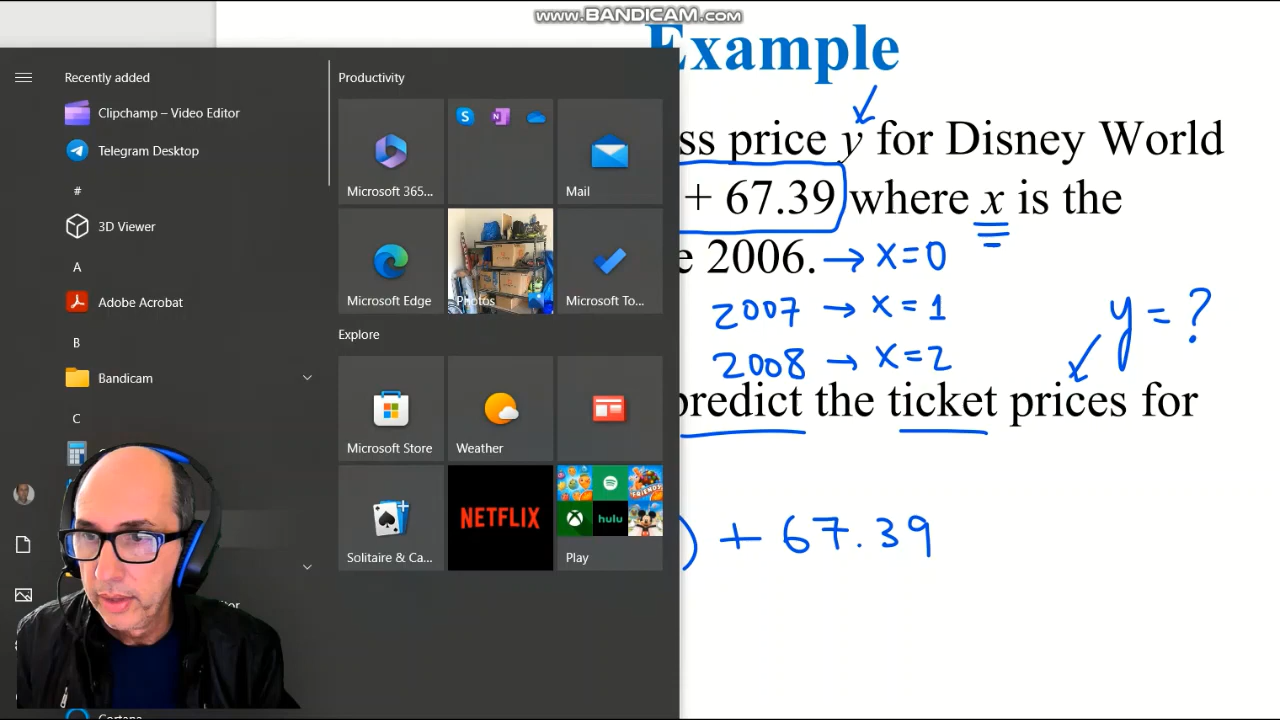 www.BANDICAM.com
Example
Recently added
Clipchamp – Video Editor
Telegram Desktop
#
3D Viewer
A
Adobe Acrobat
B
Bandicam
C
Productivity
Microsoft 365...
Mail
Microsoft Edge
Photos
Microsoft To...
Explore
Microsoft Store
Weather
Solitaire & Ca...
NETFLIX
hulu
Play
ss price y for Disney World
+ 67.39 where x is the
e 2006. → x=0
2007 → x=1
2008 → x=2
y = ?
predict the ticket prices for
) + 67.39